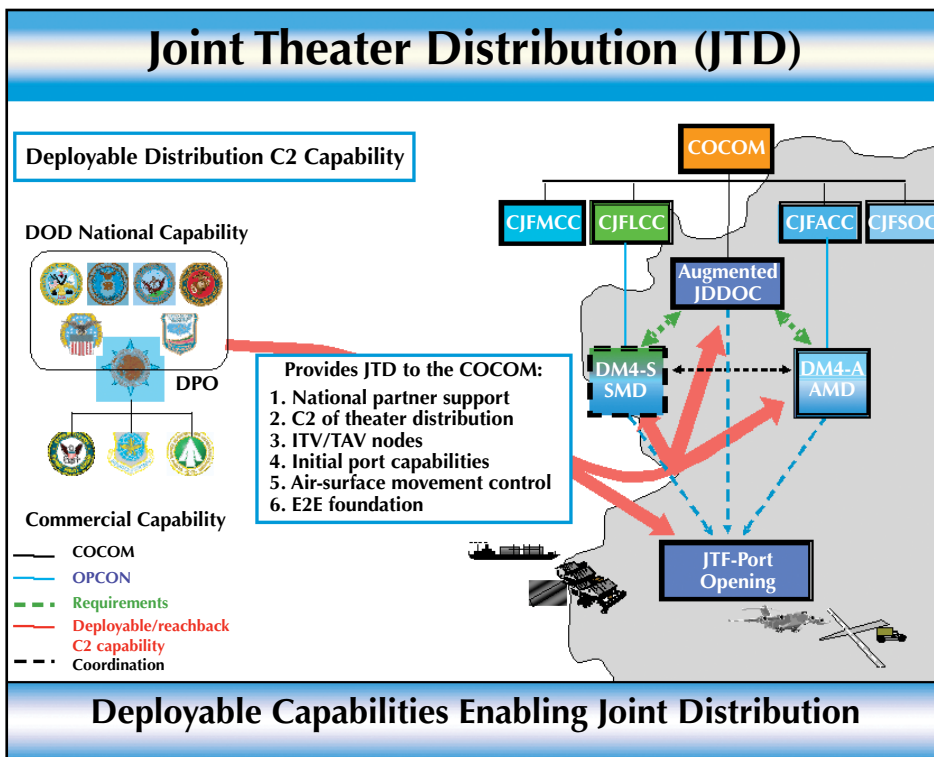 Joint Theater Distribution (JTD)
Deployable Distribution C2 Capability
COCOM
CJFMCC
CJFLCC
CJFACC
CJFSOC
DOD National Capability
Augmented
JDDOC
DPO
Provides JTD to the COCOM:
1. National partner support
2. C2 of theater distribution
3. ITV/TAV nodes
4. Initial port capabilities
5. Air-surface movement control
6. E2E foundation
DM4-S
SMD
DM4-A
AMD
Commercial Capability
COCOM
OPCON
Requirements
Deployable/reachback
C2 capability
Coordination
JTF-Port
Opening
Deployable Capabilities Enabling Joint Distribution